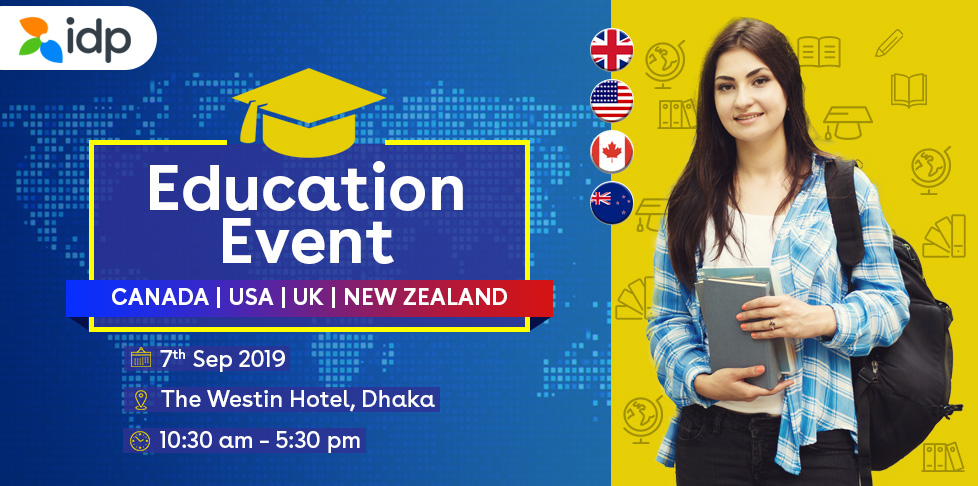 idp
Education
Event
CANADA | USA | UK | NEW ZEALAND
7th Sep 2019
The Westin Hotel, Dhaka
10:30 am - 5:30 pm